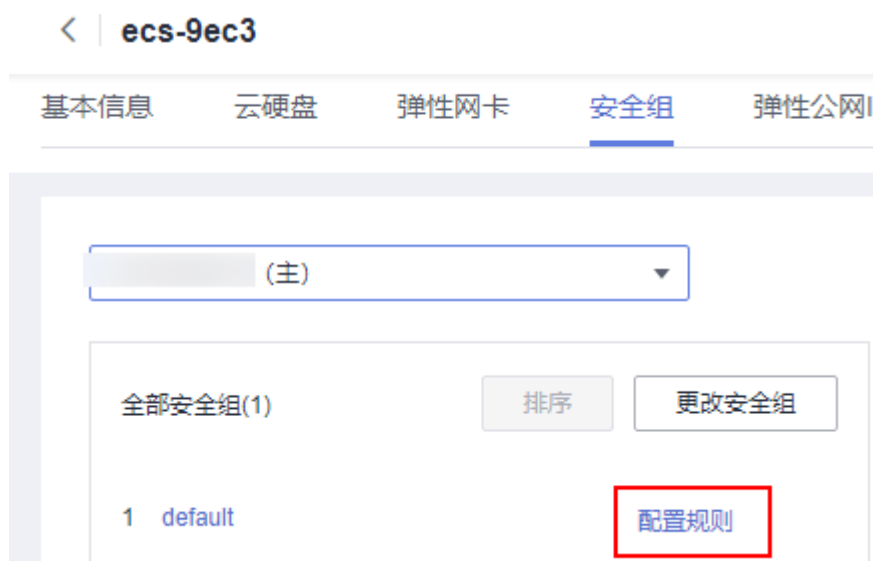 ecs-9ec3
基本信息 云硬盘 弹性网卡 安全组 弹性公网
(主)
全部安全组(1) 排序 更改安全组
1 default 配置规则